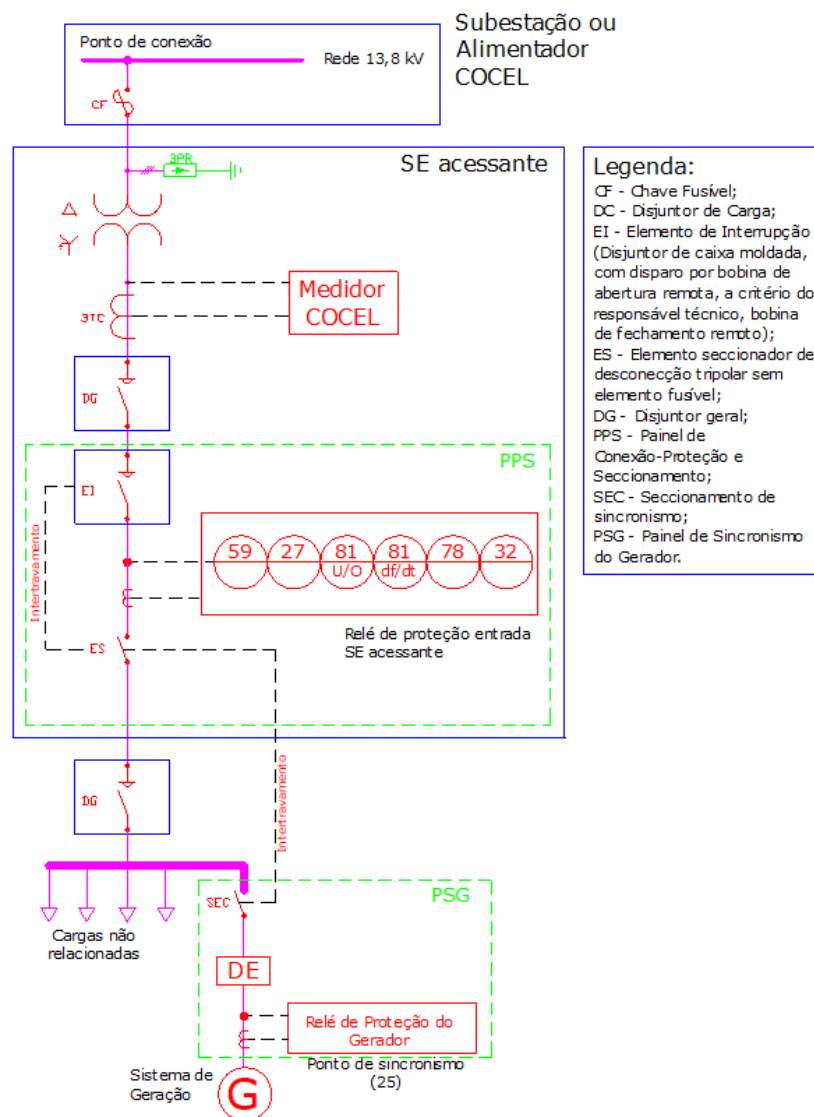 Subestação ou
Alimentador
COCEL
Ponto de conexão
Rede 13,8 kV
CF
SE acessante
3PR
Medidor
COCEL
3TC
DG
PPS
EI
Intertravamento
59
27
81
U/O
81
df/dt
78
32
Relé de proteção entrada
SE acessante
ES
Intertravamento
DG
Cargas não
relacionadas
PSG
SEC
DE
Relé de Proteção do
Gerador
Ponto de sincronismo
(25)
Sistema de
Geração
G
Legenda:
CF - Chave Fusível;
DC - Disjuntor de Carga;
EI - Elemento de Interrupção
(Disjuntor de caixa moldada,
com disparo por bobina de
abertura remota, a critério do
responsável técnico, bobina
de fechamento remoto);
ES - Elemento seccionador de
desconecção tripolar sem
elemento fusível;
DG - Disjuntor geral;
PPS - Painel de
Conexão-Proteção e
Seccionamento;
SEC - Seccionamento de
sincronismo;
PSG - Painel de Sincronismo
do Gerador.